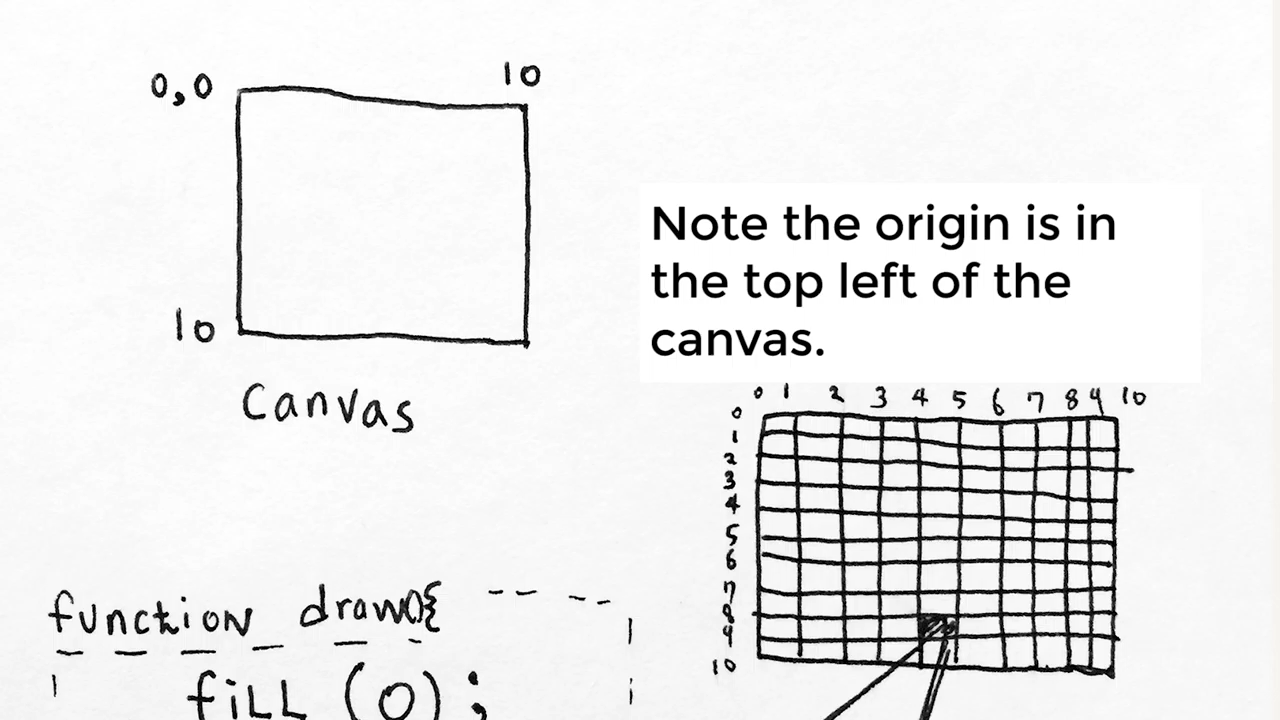 0,0
10
10
Canvas
Note the origin is in
the top left of the
canvas.
0 1 2 3 4 5 6 7 8 9 10
0
1
2
3
4
5
6
7
8
9
10
function draw(){
fill (0);